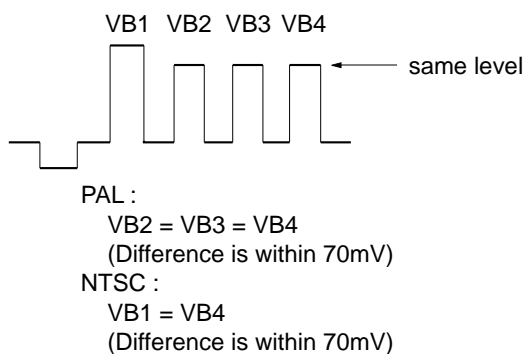 VB1 VB2 VB3 VB4
same level
PAL :
VB2 = VB3 = VB4
(Difference is within 70mV)
NTSC :
VB1 = VB4
(Difference is within 70mV)